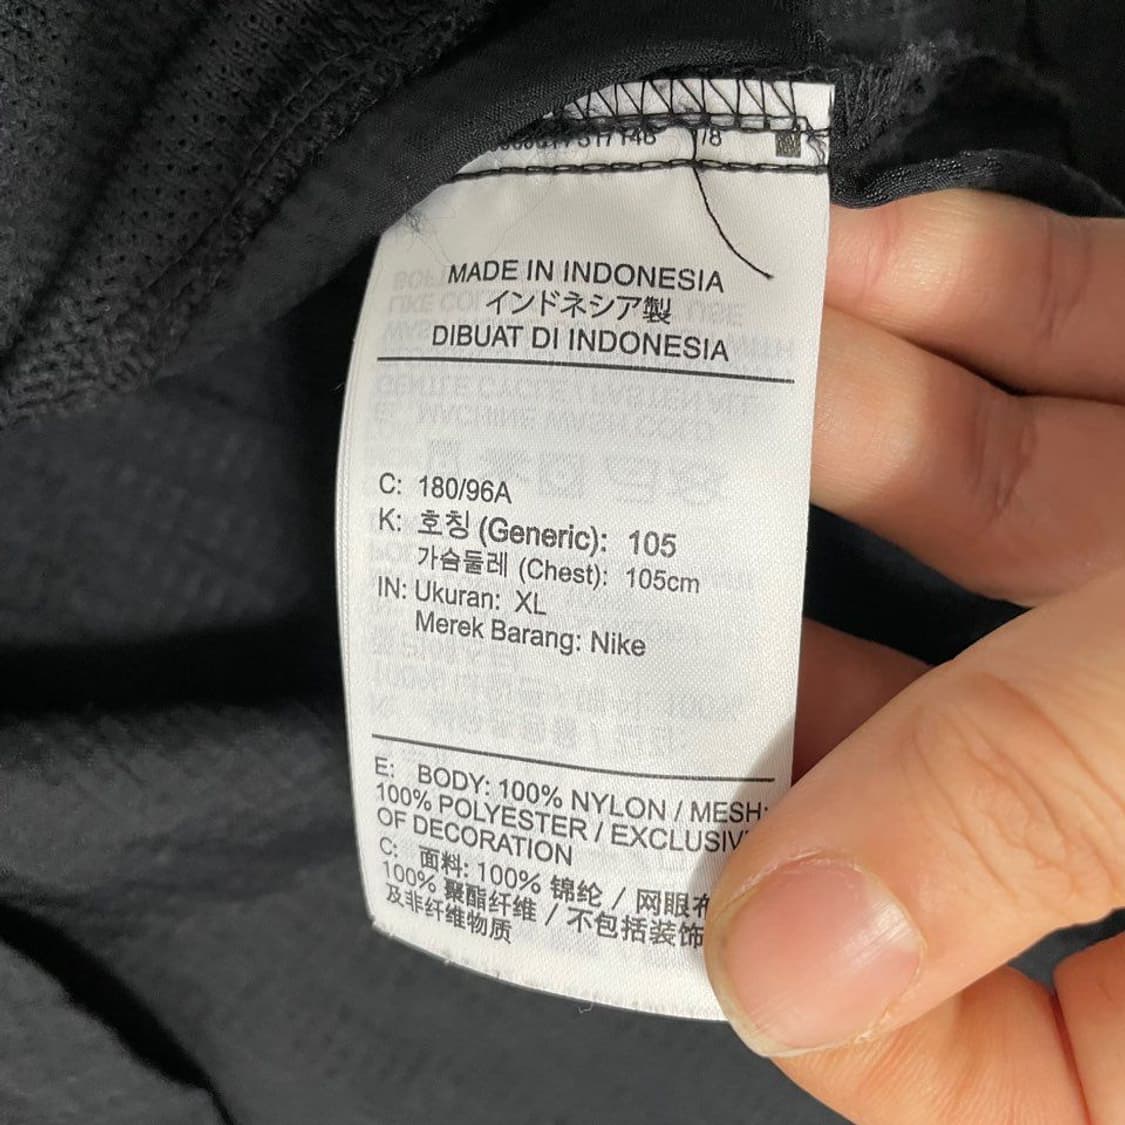 /8
MADE IN INDONESIA
インドネシア製
DIBUAT DI INDONESIA
C: 180/96A
K: 호칭 (Generic): 105
가슴둘레 (Chest): 105cm
IN: Ukuran: XL
Merek Barang: Nike
E: BODY: 100% NYLON / MESH:
100% POLYESTER / EXCLUSIV
OF DECORATION
C: 面料: 100% 锦纶 / 网眼布
100% 聚酯纤维 / 不包括装饰
及非纤维物质